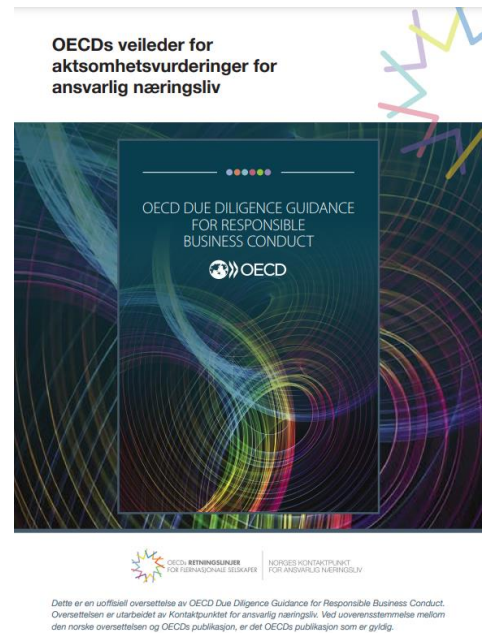 OECDs veileder for
aktsomhetsvurderinger for
ansvarlig næringsliv
OECD DUE DILIGENCE GUIDANCE
FOR RESPONSIBLE
BUSINESS CONDUCT
OECD
OECDs RETNINGSLINJER
FOR FLERNASJONALE SELSKAPER
NORGES KONTAKTPUNKT
FOR ANSVARLIG NÆRINGSLIV
Dette er en uoffisiell oversettelse av OECD Due Diligence Guidance for Responsible Business Conduct.
Oversettelsen er utarbeidet av Kontaktpunktet for ansvarlig næringsliv. Ved uoverensstemmelse mellom
den norske oversettelsen og OECDs publikasjon, er det OECDs publikasjon som er gyldig.